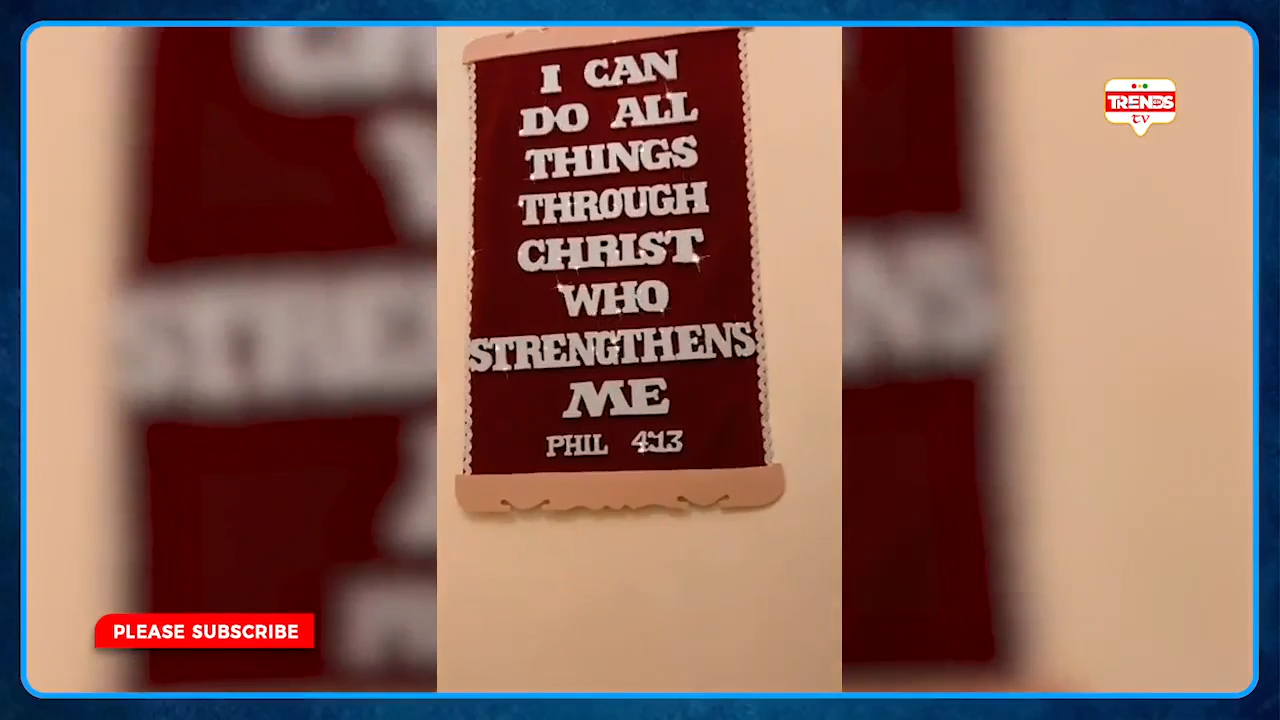 I CAN
DO ALL
THINGS
THROUGH
CHRIST
WHO
STRENGTHENS
ME
PHIL 4:13
TRENDS
TV
PLEASE SUBSCRIBE